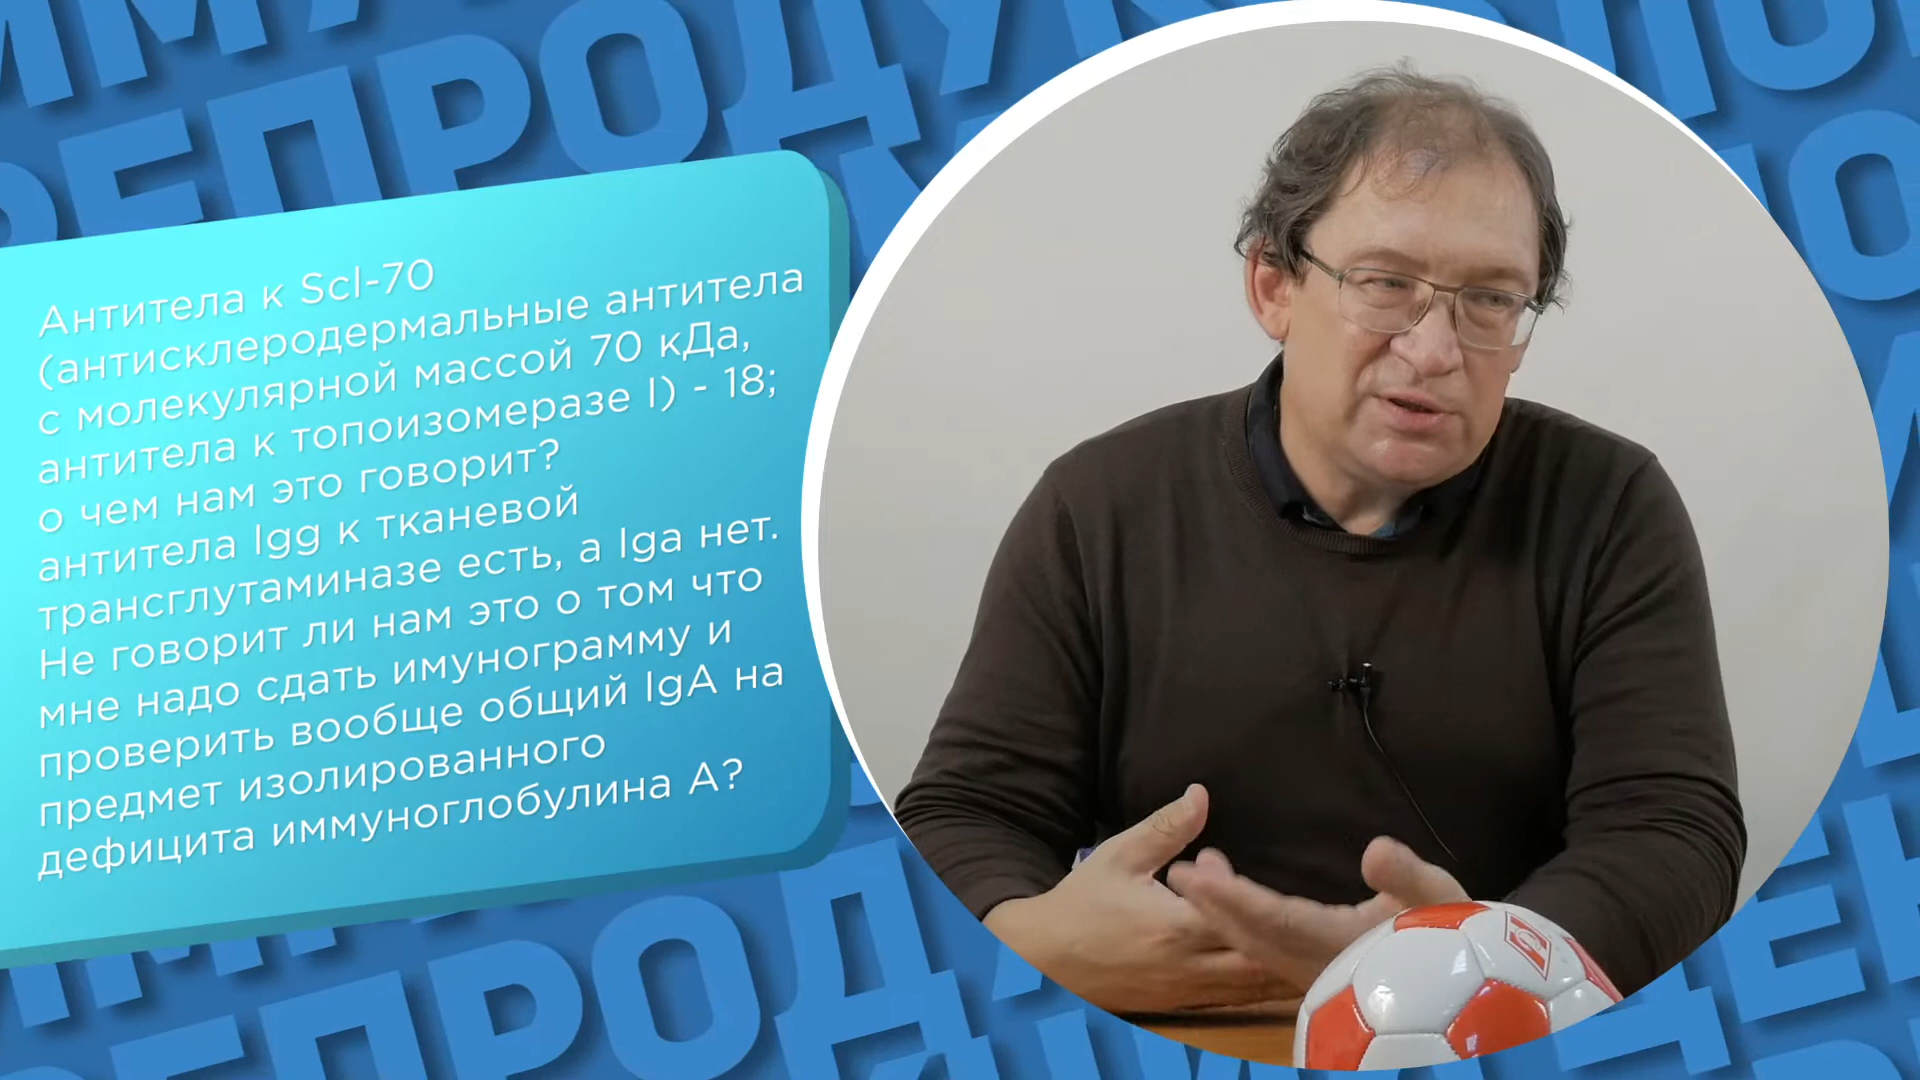 Антитела к Scl-70
(антисклеродермальные антитела
с молекулярной массой 70 кДа,
антитела к топоизомеразе I) - 18;
о чем нам это говорит?
антитела Igg к тканевой
трансглутаминазе есть, а Iga нет.
Не говорит ли нам это о том что
мне надо сдать имунограмму и
проверить вообще общий IgA на
предмет изолированного
дефицита иммуноглобулина А?